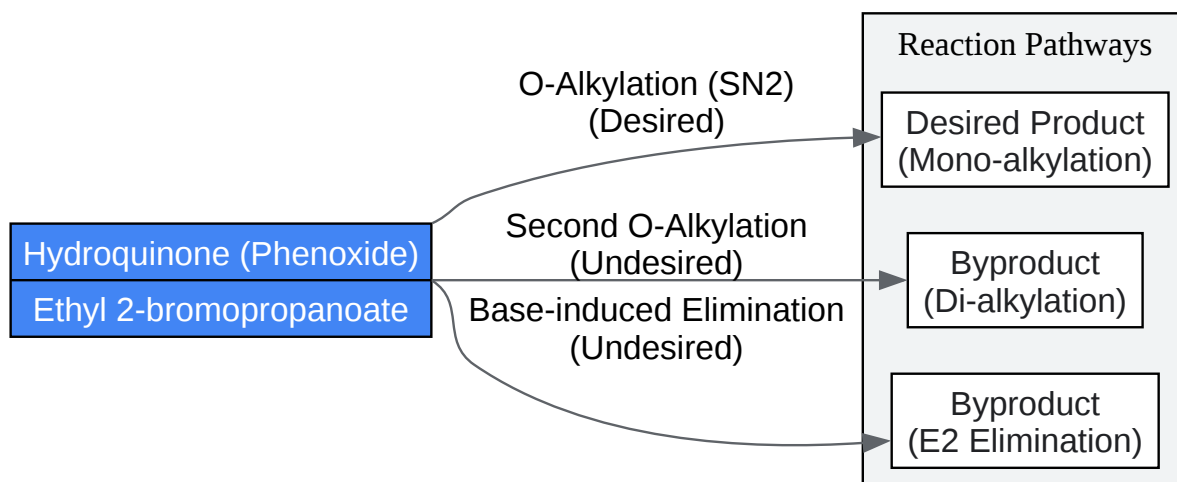 Reaction Pathways
O-Alkylation (SN2)
(Desired)
Desired Product
(Mono-alkylation)
Hydroquinone (Phenoxide)
Ethyl 2-bromopropanoate
Second O-Alkylation
(Undesired)
Byproduct
(Di-alkylation)
Base-induced Elimination
(Undesired)
Byproduct
(E2 Elimination)